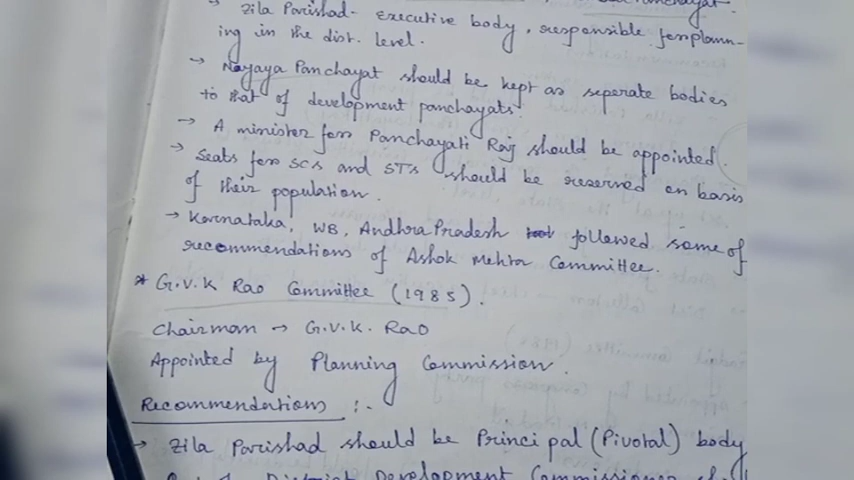 → Zila Parishad - executive body, responsible for plann-
ing in the dist. level.
→ Nayaya Panchayat should be kept as seperate bodies
to that of development panchayats.
→ A minister for Panchayati Raj should be appointed.
→ Seats for SCs and STs should be reserved on basis
of their population.
→ Karnataka, WB, Andhra Pradesh followed some of
recommendations of Ashok Mehta Committee.
* G.V.K Rao Committee (1985).
Chairman → G.V.K. Rao
Appointed by Planning Commission.
Recommendations :-
→ Zila Parishad should be Principal (Pivotal) body
District Development Commissioner